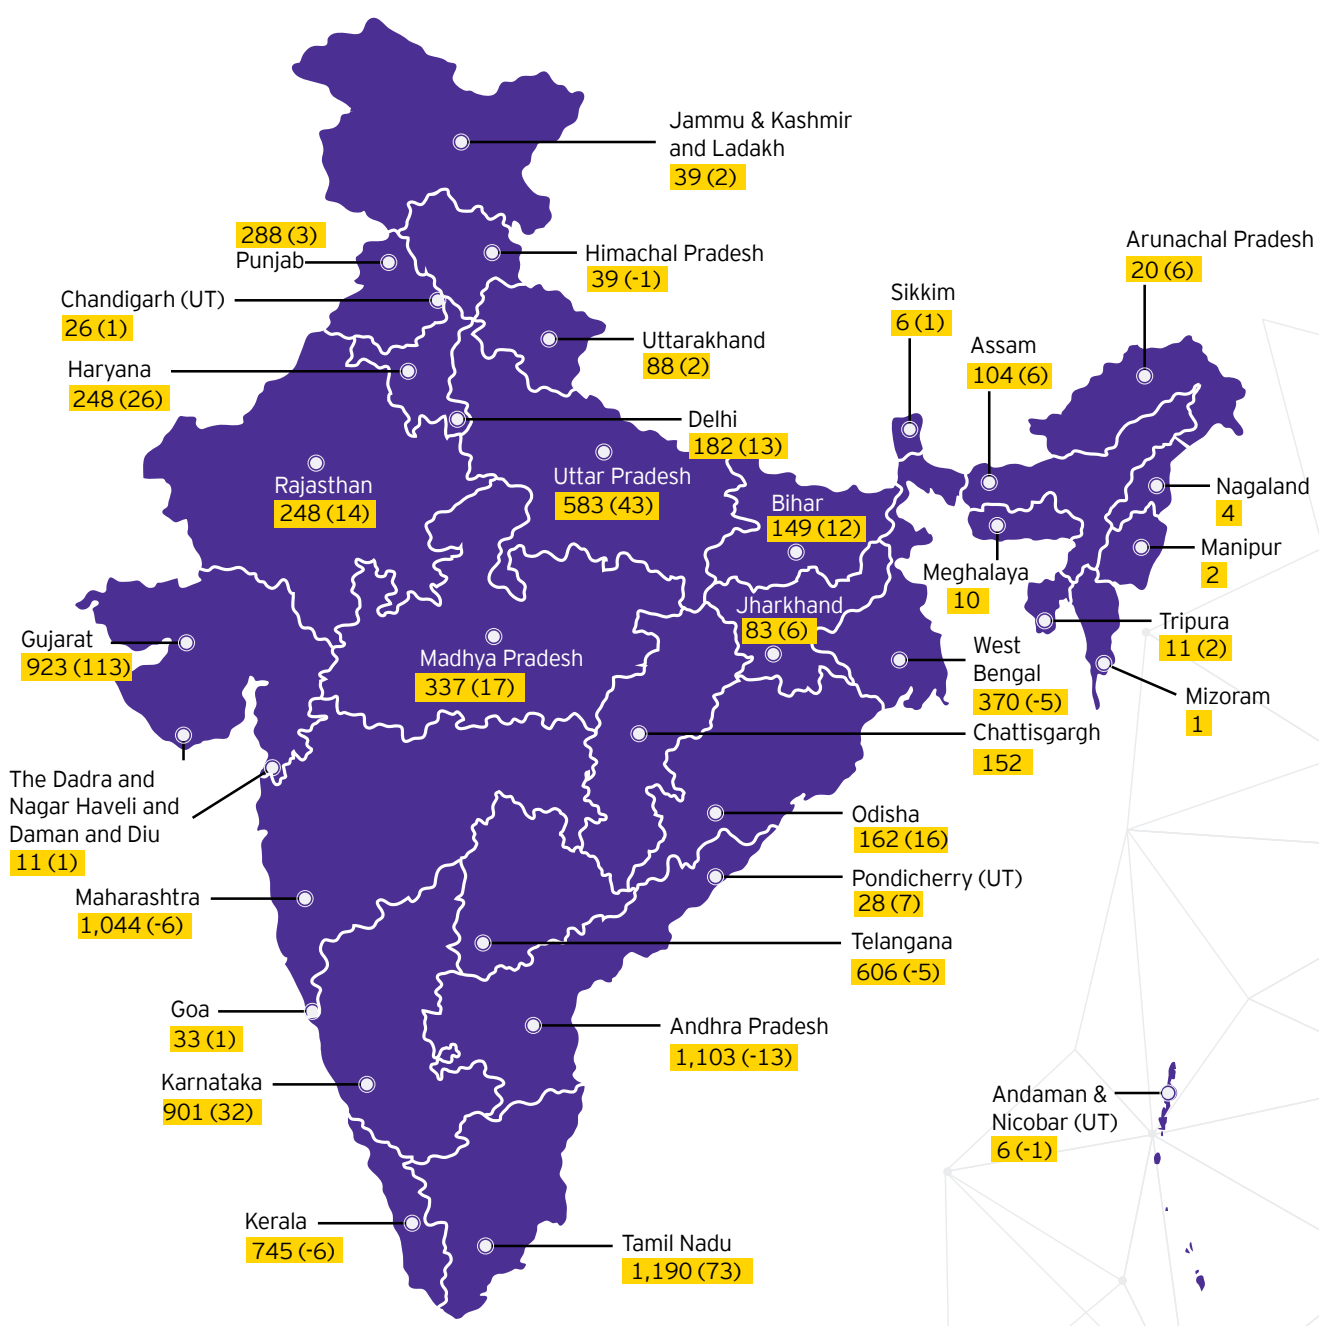 Jammu & Kashmir
and Ladakh
39 (2)
288 (3)
Punjab
Himachal Pradesh
39 (-1)
Arunachal Pradesh
20 (6)
Chandigarh (UT)
26 (1)
Sikkim
6 (1)
Uttarakhand
88 (2)
Assam
104 (6)
Haryana
248 (26)
Delhi
182 (13)
Rajasthan
248 (14)
Uttar Pradesh
583 (43)
Bihar
149 (12)
Nagaland
4
Manipur
2
Meghalaya
10
Jharkhand
83 (6)
Tripura
11 (2)
Gujarat
923 (113)
Madhya Pradesh
337 (17)
West
Bengal
370 (-5)
Mizoram
1
Chattisgargh
152
The Dadra and
Nagar Haveli and
Daman and Diu
11 (1)
Odisha
162 (16)
Maharashtra
1,044 (-6)
Pondicherry (UT)
28 (7)
Telangana
606 (-5)
Goa
33 (1)
Andhra Pradesh
1,103 (-13)
Karnataka
901 (32)
Andaman &
Nicobar (UT)
6 (-1)
Kerala
745 (-6)
Tamil Nadu
1,190 (73)